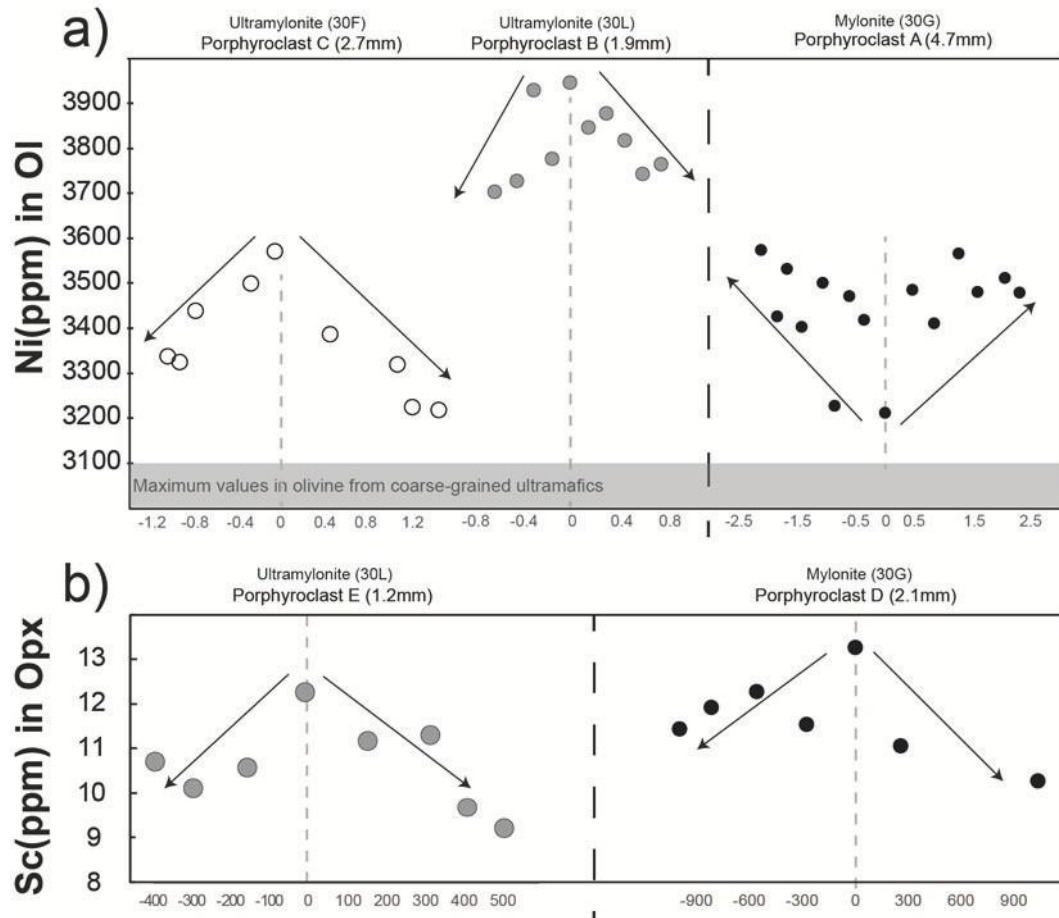 a)
Ultramylonite (30F)
Porphyroclast C (2.7mm)
Ultramylonite (30L)
Porphyroclast B (1.9mm)
Mylonite (30G)
Porphyroclast A (4.7mm)
Ni(ppm) in Ol
3900
3800
3700
3600
3500
3400
3300
3200
3100
Maximum values in olivine from coarse-grained ultramafics
-1.2 -0.8 -0.4 0 0.4 0.8 1.2 -0.8 -0.4 0 0.4 0.8 -2.5 -1.5 -0.5 0 0.5 1.5 2.5
b)
Ultramylonite (30L)
Porphyroclast E (1.2mm)
Mylonite (30G)
Porphyroclast D (2.1mm)
Sc(ppm) in Opx
13
12
11
10
9
8
-400 -300 -200 -100 0 100 200 300 400 500 -900 -600 -300 0 300 600 900